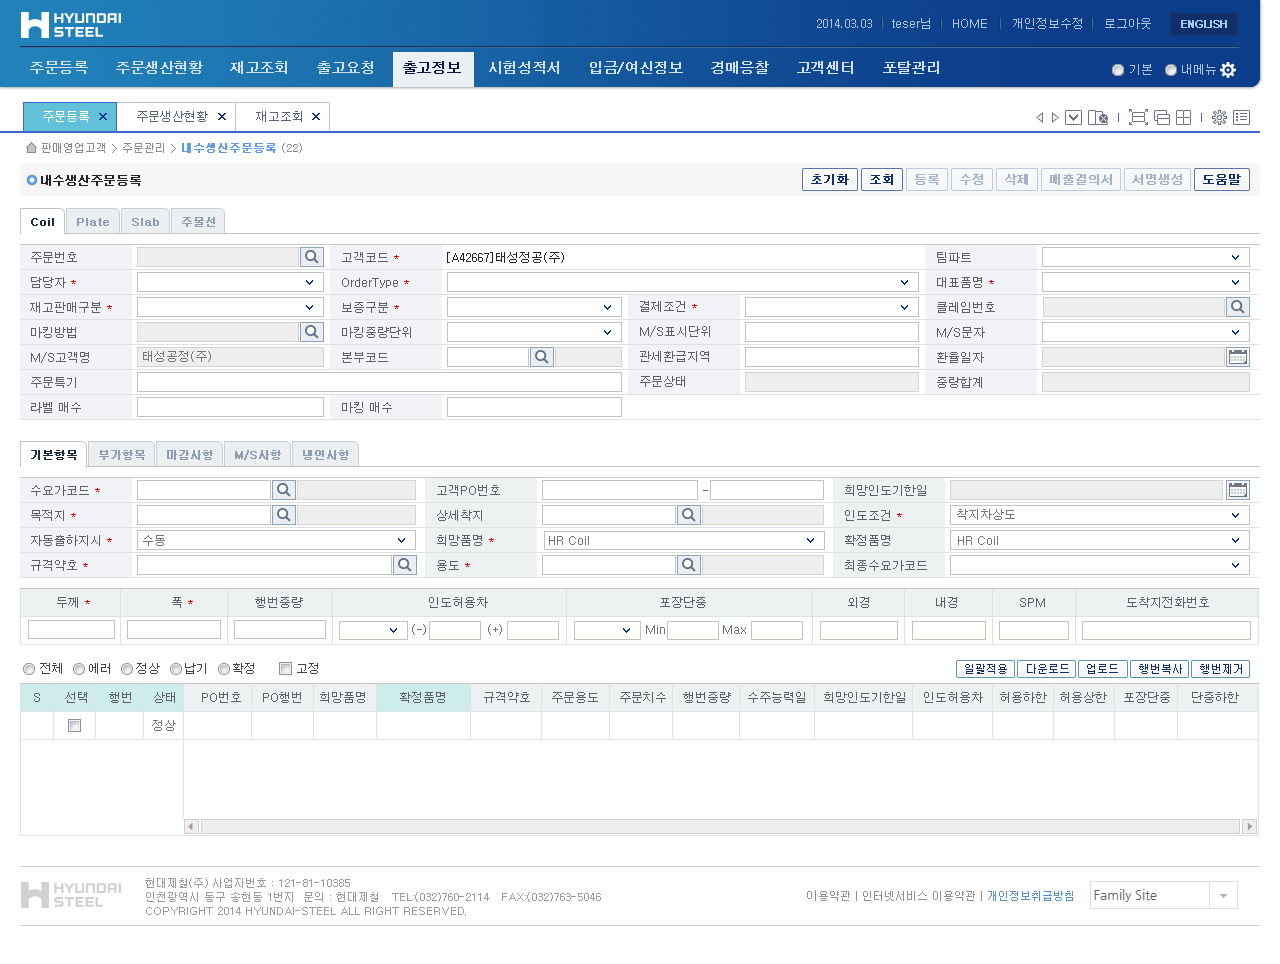 HYUNDAI STEEL
2014.03.03 teser님 HOME 개인정보수정 로그아웃 ENGLISH
주문등록 주문생산현황 재고조회 출고요청 출고정보 시험성적서 입금/여신정보 경매응찰 고객센터 포탈관리 기본 내메뉴
주문등록 주문생산현황 재고조회
판매영업고객 주문관리 내수생산주문등록 (22)
내수생산주문등록 초기화 조회 등록 수정 삭제 매출결의서 서명생성 도움말
Coil Plate Slab 주물선
주문번호 고객코드 * [A42667]태성정공(주) 팀파트
담당자 * OrderType * 대표품명 *
재고판매구분 * 보증구분 * 결제조건 * 클레임번호
마킹방법 마킹중량단위 M/S표시단위 M/S문자
M/S고객명 태성공정(주) 본부코드 관세환급지역 환율일자
주문특기 주문상태 중량합계
라벨 매수 마킹 매수
기본항목 부가항목 마감사항 M/S사항 냉연사항
수요가코드 * 고객PO번호 - 희망인도기한일
목적지 * 상세착지 인도조건 * 착지차상도
자동출하지시 * 수동 희망품명 * HR Coil 확정품명 HR Coil
규격약호 * 용도 * 최종수요가코드
두께 * 폭 * 행번중량 인도허용차 포장단중 외경 내경 SPM 도착지전화번호
(-) (+) Min Max
전체 에러 정상 납기 확정 고정 일괄적용 다운로드 업로드 행번복사 행번제거
S 선택 행번 상태 PO번호 PO행번 희망품명 확정품명 규격약호 주문용도 주문치수 행번중량 수주능력일 희망인도기한일 인도허용차 허용하한 허용상한 포장단중 단중하한
정상
HYUNDAI STEEL
현대제철(주) 사업자번호 : 121-81-10385
인천광역시 동구 송현동 1번지 문의 : 현대제철 TEL:(032)760-2114 FAX:(032)763-5046
COPYRIGHT 2014 HYUNDAI-STEEL ALL RIGHT RESERVED,
이용약관 | 인터넷서비스 이용약관 | 개인정보취급방침 Family Site